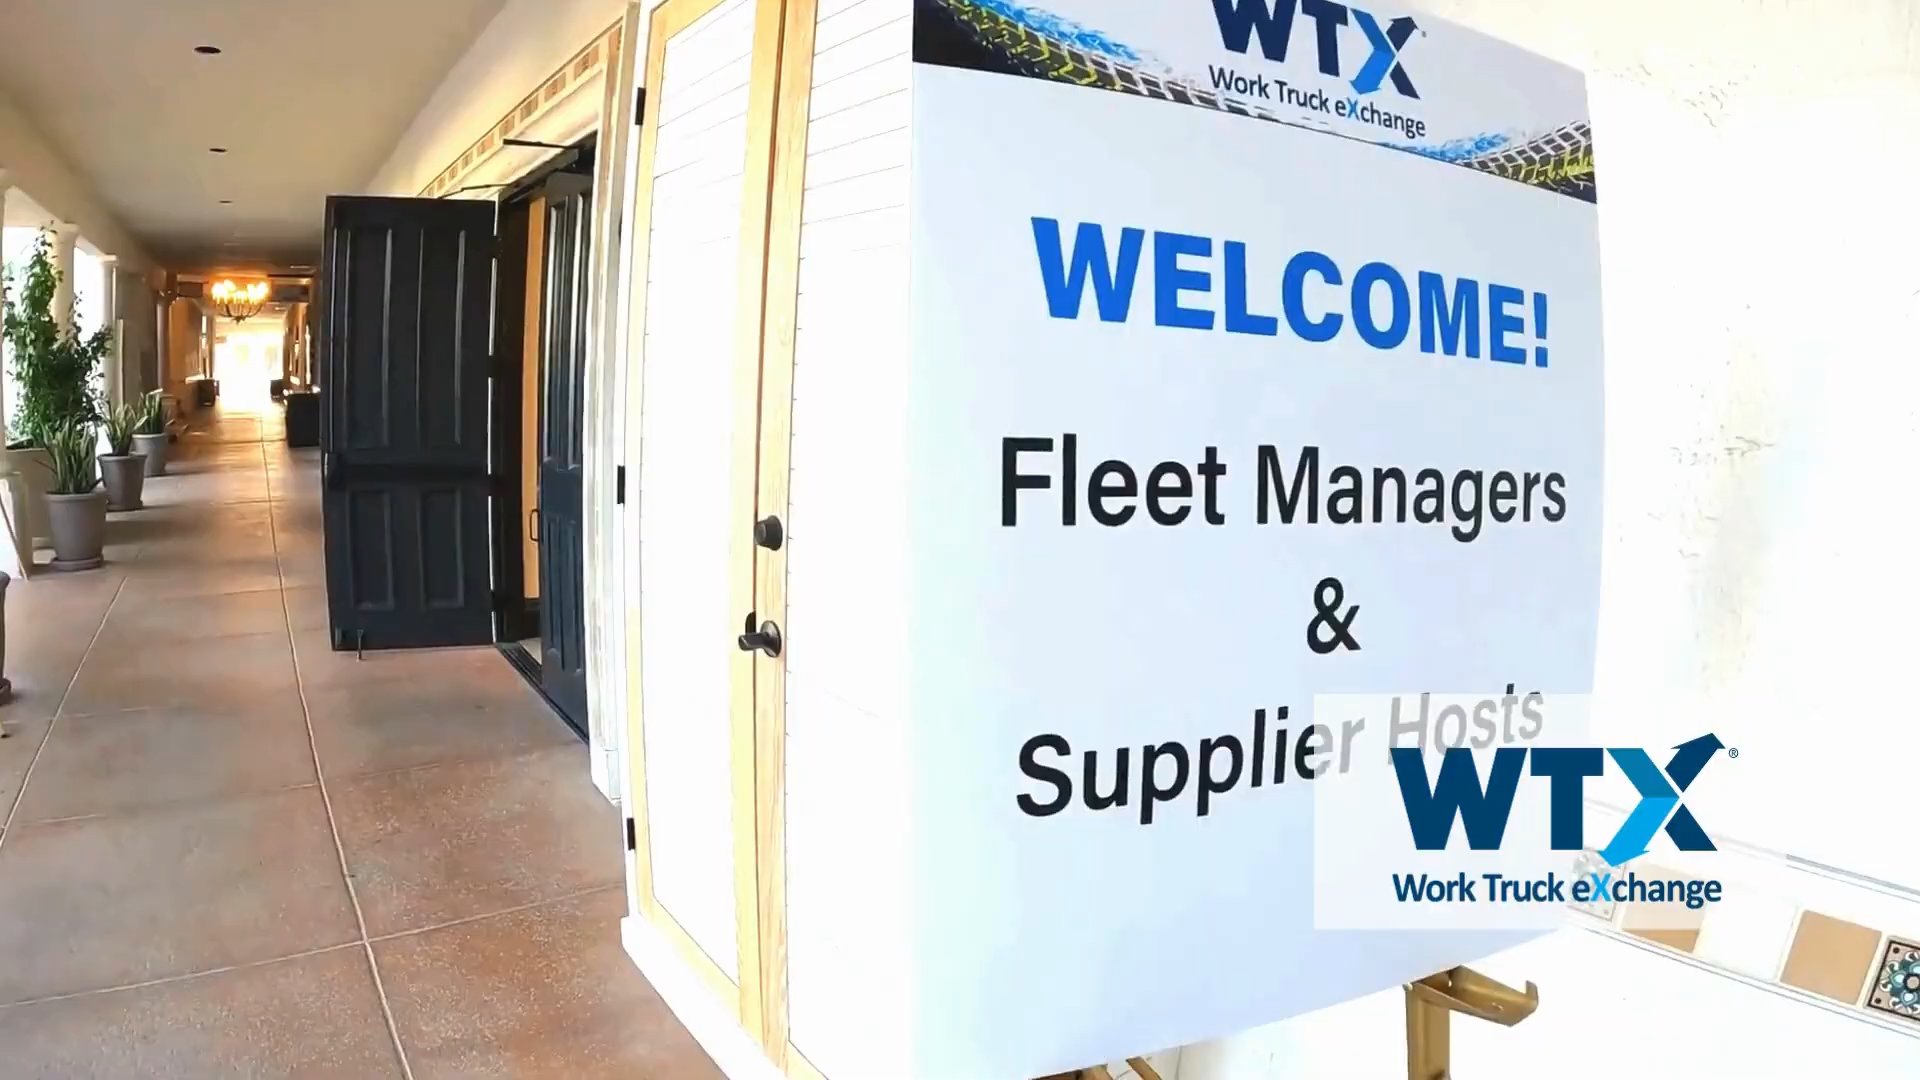 WTX
Work Truck eXchange
WELCOME!
Fleet Managers
&
Supplier Hosts
WTX®
Work Truck eXchange